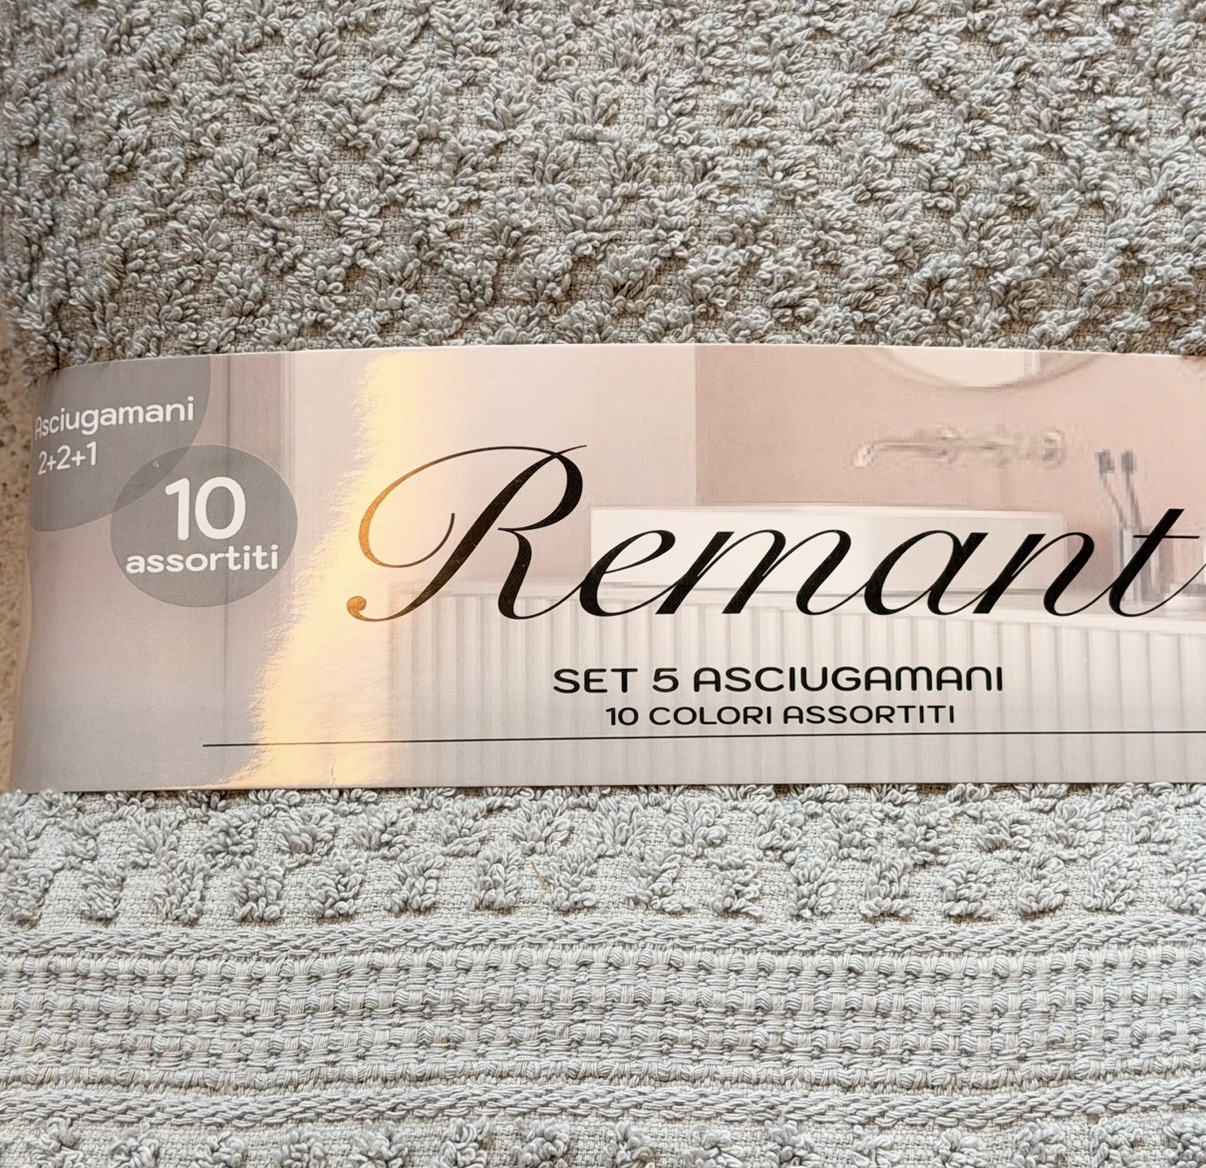 Asciugamani
2+2+1
10
assortiti
Remant
SET 5 ASCIUGAMANI
10 COLORI ASSORTITI